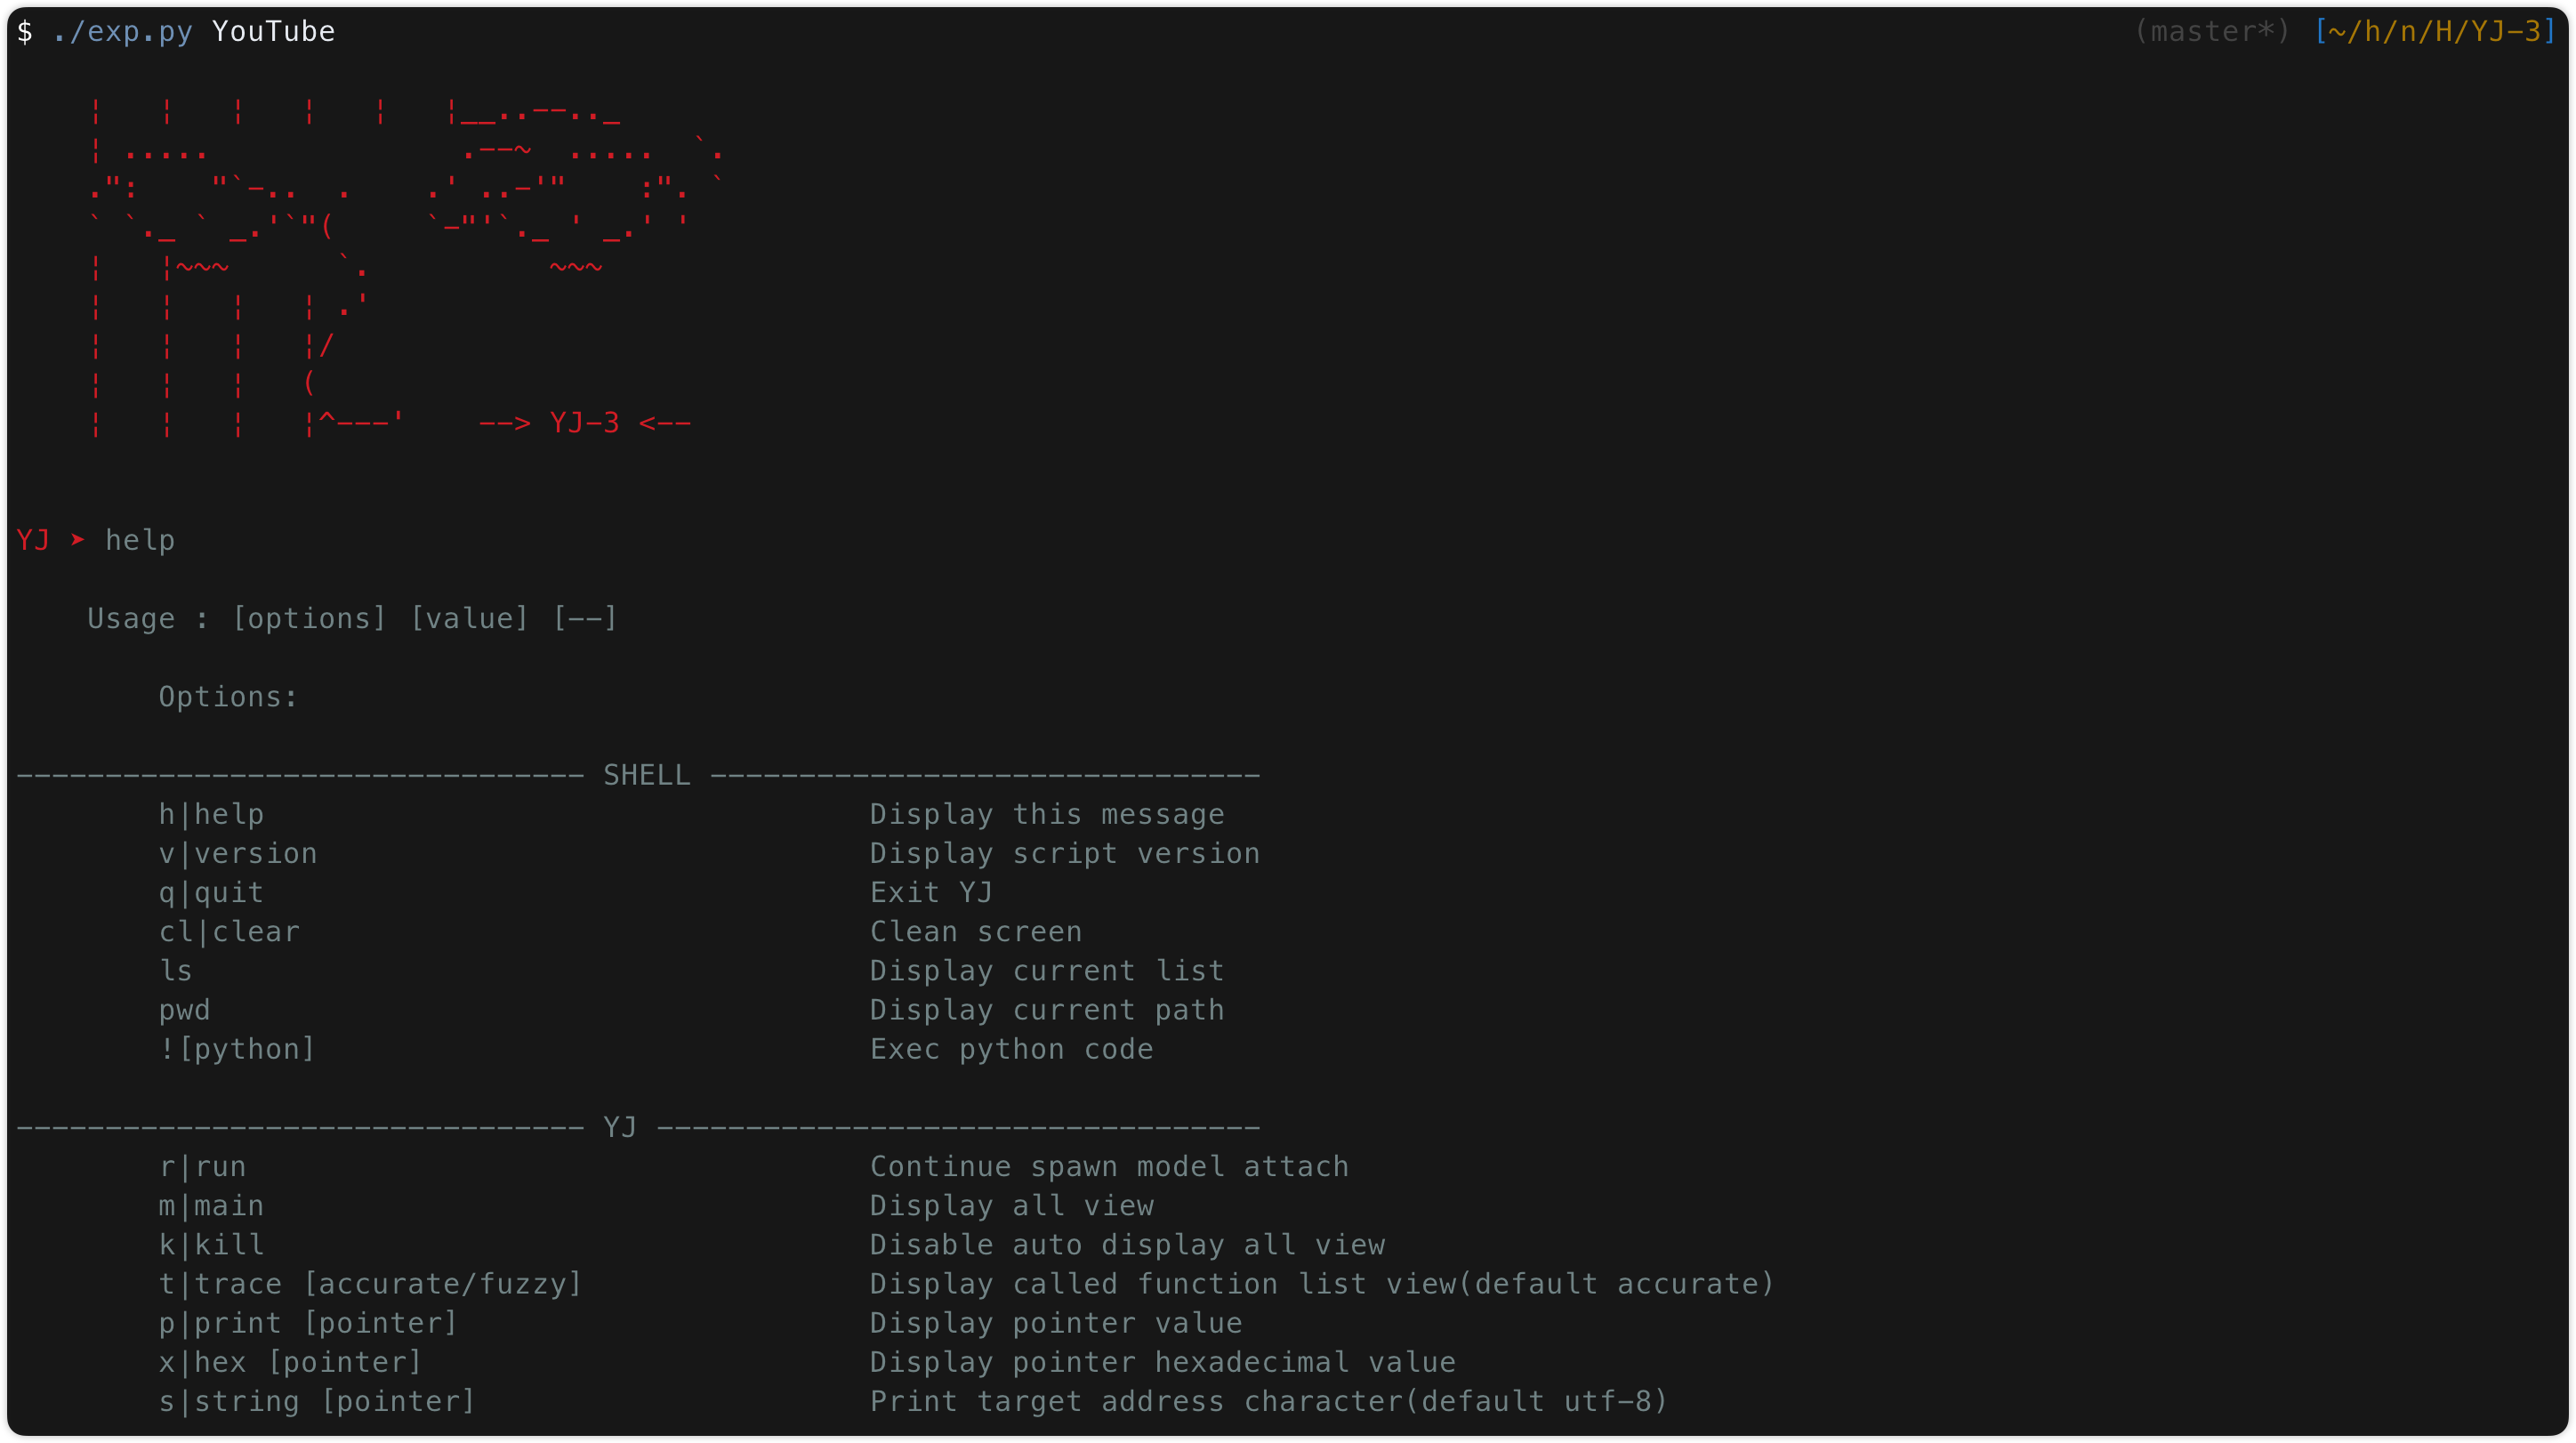 $ ./exp.py YouTube (master*) [~/h/n/H/YJ-3]
    ¦   ¦   ¦   ¦   ¦   ¦__..--.._
    ¦ .....              .--~  .....  `.
    .":    "`-..  .    .' ..-'"    :". `
    ` `._ ` _.'`"(     `-"'`._ ' _.' '
    ¦   ¦~~~      `.          ~~~
    ¦   ¦   ¦   ¦ .'
    ¦   ¦   ¦   ¦/
    ¦   ¦   ¦   (
    ¦   ¦   ¦   ¦^---'    --> YJ-3 <--
YJ ➤ help
Usage : [options] [value] [--]
Options:
-------------------------------- SHELL -------------------------------
h|help Display this message
v|version Display script version
q|quit Exit YJ
cl|clear Clean screen
ls Display current list
pwd Display current path
![python] Exec python code
-------------------------------- YJ ----------------------------------
r|run Continue spawn model attach
m|main Display all view
k|kill Disable auto display all view
t|trace [accurate/fuzzy] Display called function list view(default accurate)
p|print [pointer] Display pointer value
x|hex [pointer] Display pointer hexadecimal value
s|string [pointer] Print target address character(default utf-8)